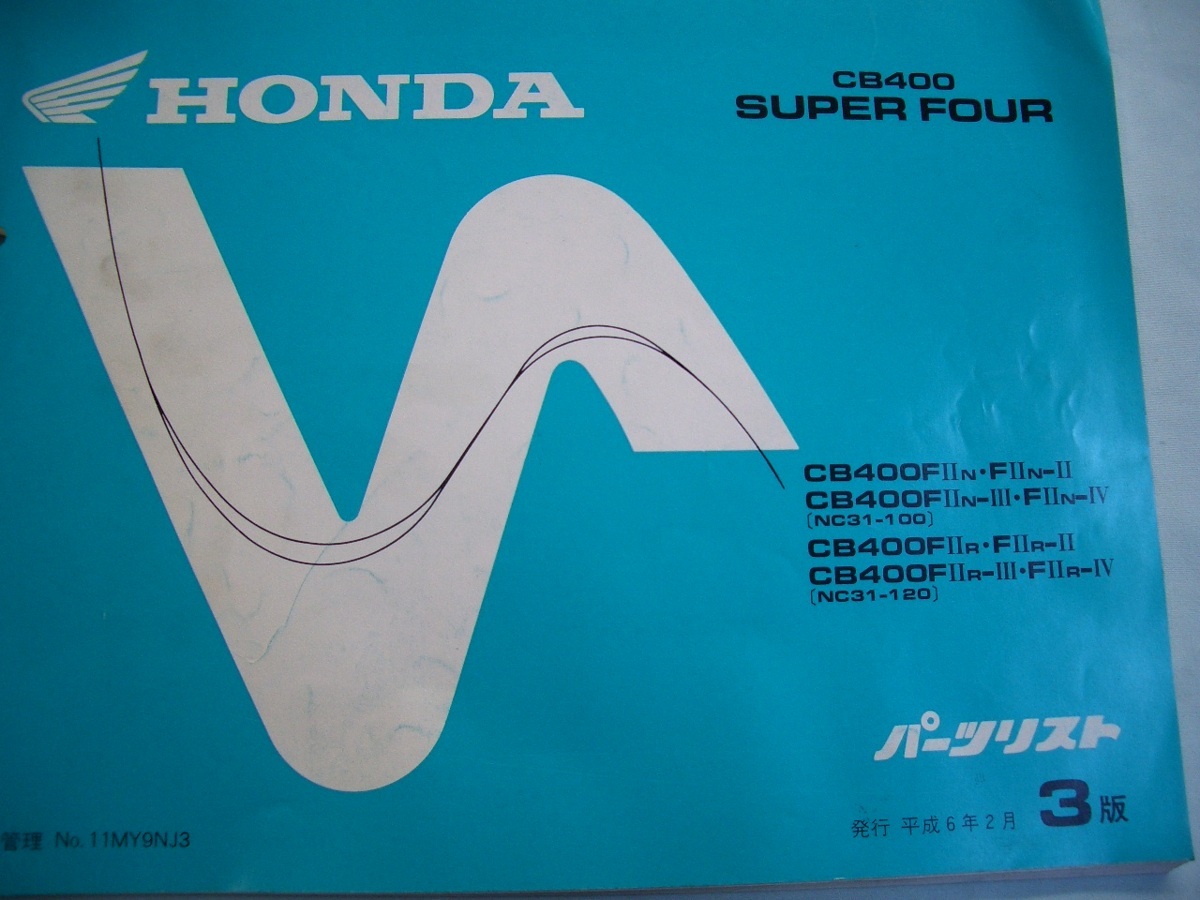 HONDA
CB400
SUPER FOUR
CB400FⅡN・FⅡN-Ⅱ
CB400FⅡN-Ⅲ・FⅡN-Ⅳ
〔NC31-100〕
CB400FⅡR・FⅡR-Ⅱ
CB400FⅡR-Ⅲ・FⅡR-Ⅳ
〔NC31-120〕
パーツリスト
発行 平成6年2月 3版
管理 No. 11MY9NJ3